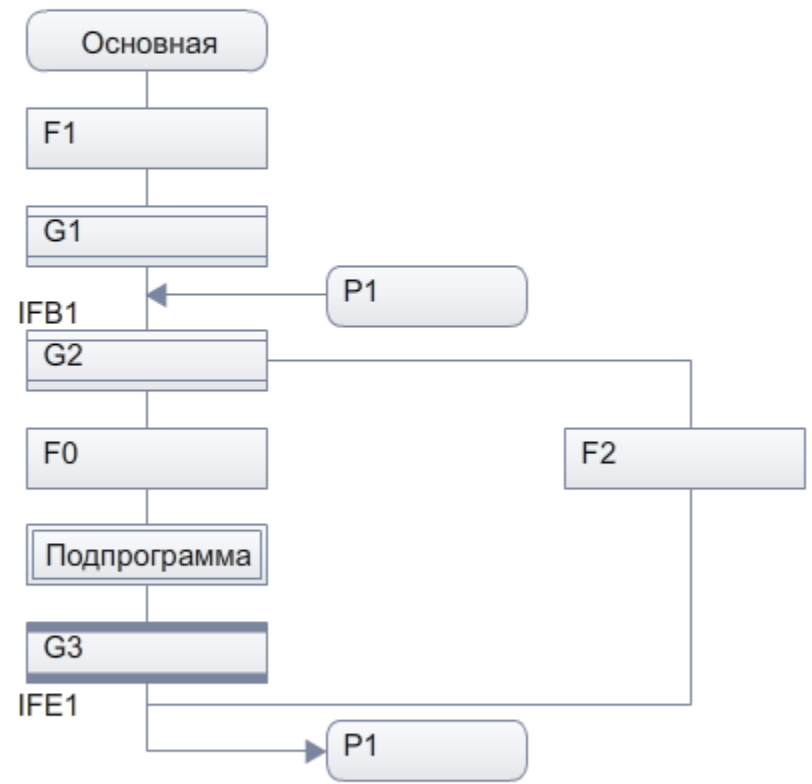 Основная
F1
G1
P1
IFB1
G2
F0
F2
Подпрограмма
G3
IFE1
P1